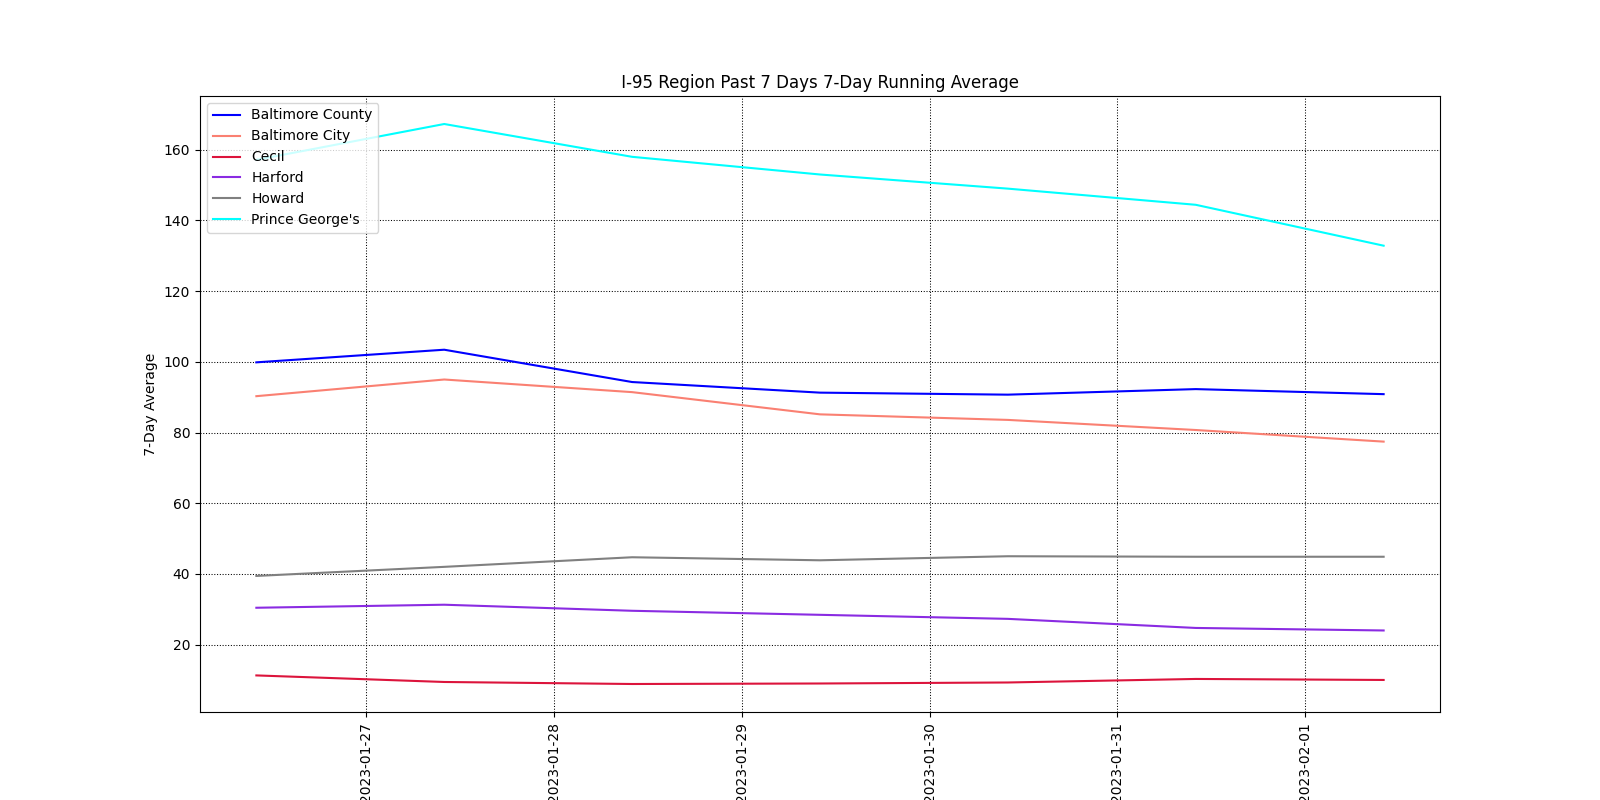 I-95 Region Past 7 Days 7-Day Running Average
Baltimore County
Baltimore City
Cecil
Harford
Howard
Prince George's
160
140
120
100
80
60
40
20
7-Day Average
2023-01-27
2023-01-28
2023-01-29
2023-01-30
2023-01-31
2023-02-01